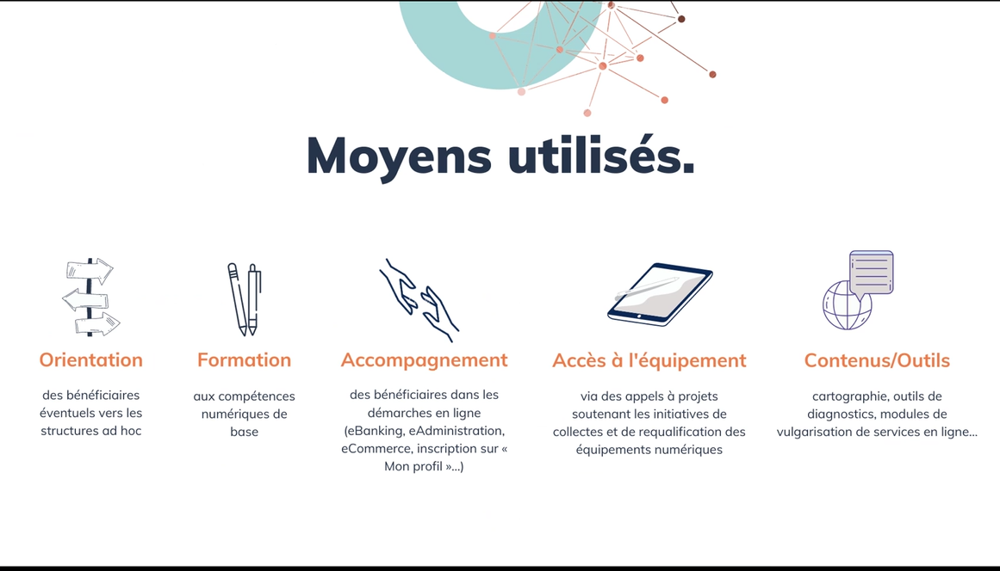 Moyens utilisés.
Orientation
des bénéficiaires
éventuels vers les
structures ad hoc
Formation
aux compétences
numériques de
base
Accompagnement
des bénéficiaires dans les
démarches en ligne
(eBanking, eAdministration,
eCommerce, inscription sur «
Mon profil »...)
Accès à l'équipement
via des appels à projets
soutenant les initiatives de
collectes et de requalification des
équipements numériques
Contenus/Outils
cartographie, outils de
diagnostics, modules de
vulgarisation de services en ligne...